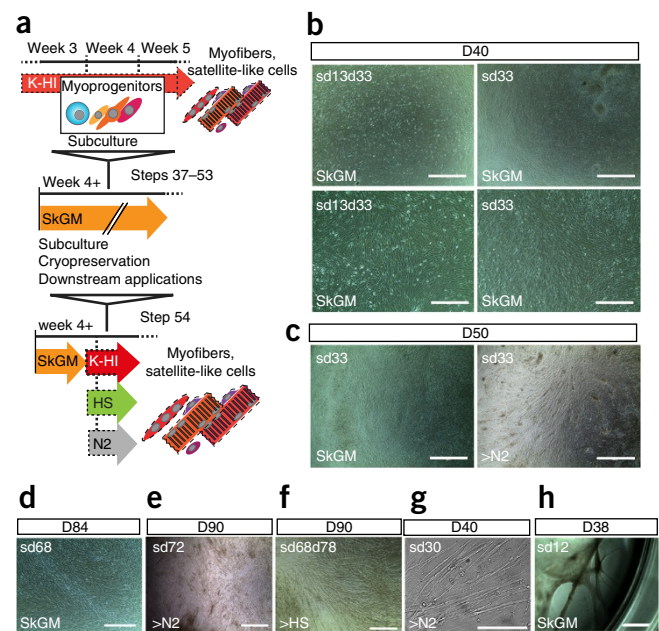 a
Week 3 Week 4 Week 5
K-HI
Myoprogenitors
Myofibers,
satellite-like cells
Subculture
Week 4+
Steps 37–53
SkGM
Subculture
Cryopreservation
Downstream applications
week 4+
Step 54
SkGM
K-HI
HS
N2
Myofibers,
satellite-like cells
b
D40
sd13d33
SkGM
sd33
SkGM
sd13d33
SkGM
sd33
SkGM
c
D50
sd33
SkGM
sd33
>N2
d
D84
sd68
SkGM
e
D90
sd72
>N2
f
D90
sd68d78
>HS
g
D40
sd30
>N2
h
D38
sd12
SkGM